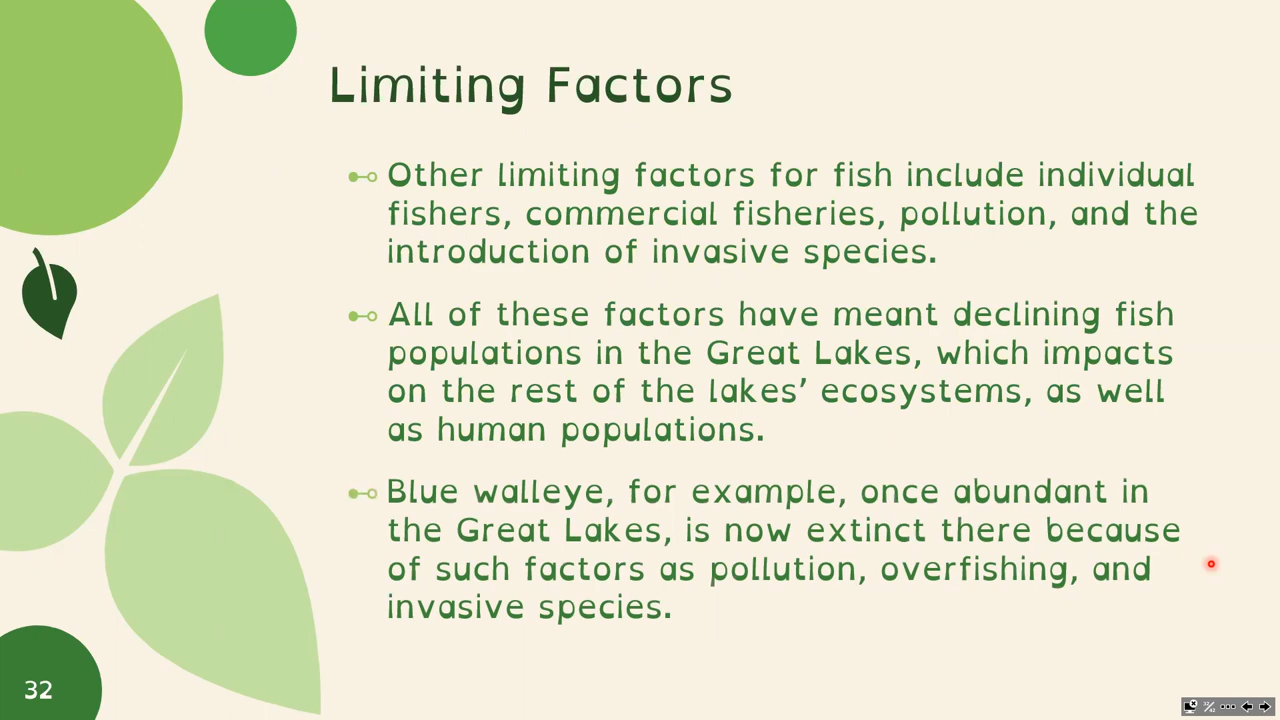 Limiting Factors
Other limiting factors for fish include individual
fishers, commercial fisheries, pollution, and the
introduction of invasive species.
All of these factors have meant declining fish
populations in the Great Lakes, which impacts
on the rest of the lakes’ ecosystems, as well
as human populations.
Blue walleye, for example, once abundant in
the Great Lakes, is now extinct there because
of such factors as pollution, overfishing, and
invasive species.
32